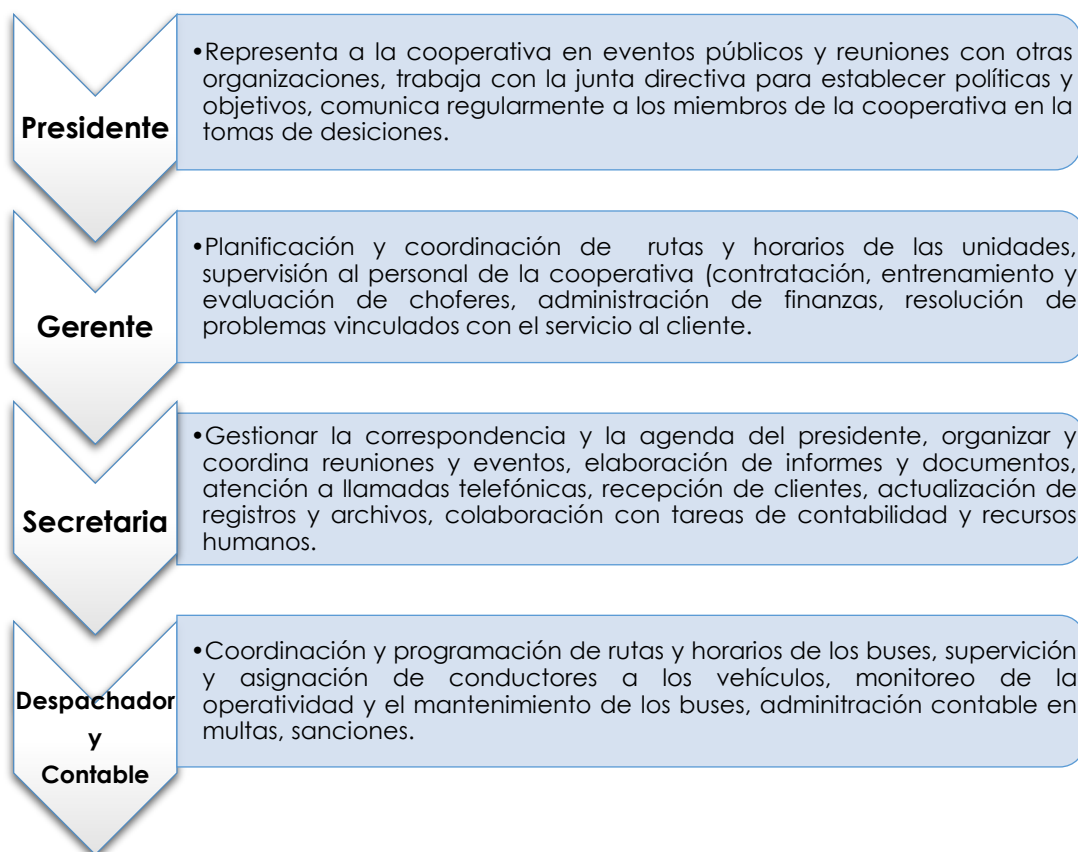 Presidente
•Representa a la cooperativa en eventos públicos y reuniones con otras
organizaciones, trabaja con la junta directiva para establecer políticas y
objetivos, comunica regularmente a los miembros de la cooperativa en la
tomas de desiciones.
Gerente
•Planificación y coordinación de rutas y horarios de las unidades,
supervisión al personal de la cooperativa (contratación, entrenamiento y
evaluación de choferes, administración de finanzas, resolución de
problemas vinculados con el servicio al cliente.
Secretaria
•Gestionar la correspondencia y la agenda del presidente, organizar y
coordina reuniones y eventos, elaboración de informes y documentos,
atención a llamadas telefónicas, recepción de clientes, actualización de
registros y archivos, colaboración con tareas de contabilidad y recursos
humanos.
Despachador
y
Contable
•Coordinación y programación de rutas y horarios de los buses, supervición
y asignación de conductores a los vehículos, monitoreo de la
operatividad y el mantenimiento de los buses, adminitración contable en
multas, sanciones.